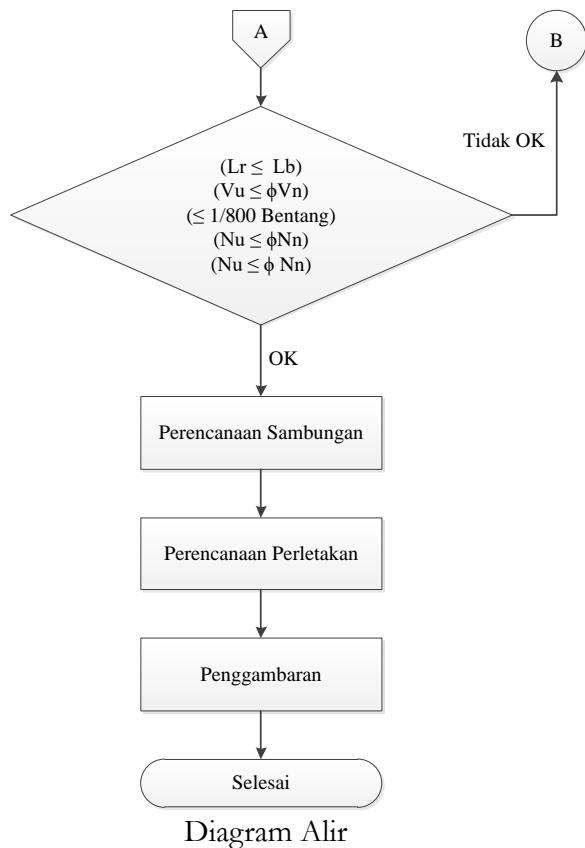 A
B
Tidak OK
(Lr ≤ Lb)
(Vu ≤ ϕVn)
(≤ 1/800 Bentang)
(Nu ≤ ϕNn)
(Nu ≤ ϕ Nn)
OK
Perencanaan Sambungan
Perencanaan Perletakan
Penggambaran
Selesai
Diagram Alir